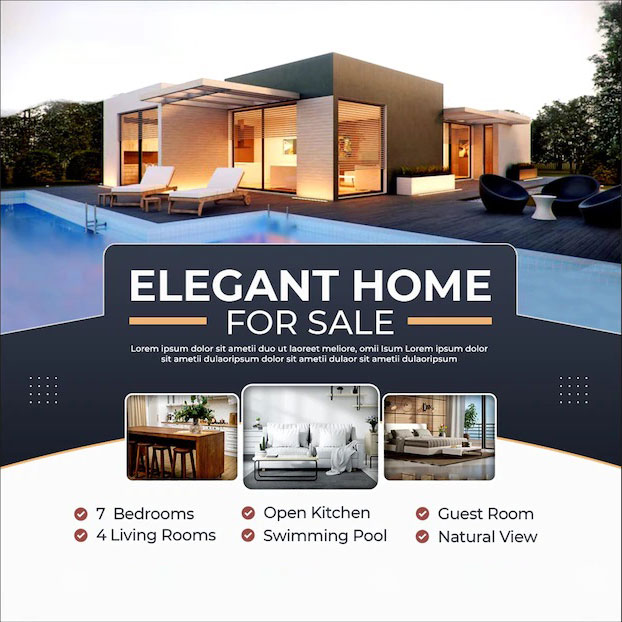 ELEGANT HOME
FOR SALE
Lorem ipsum dolor sit ametii duo ut laoreet meliore, omii Isum Lorem ipsum dolor
sit ametii dulaoripsum dolor sit ametii dulaor sit ametii dulaoripsum
7 Bedrooms
4 Living Rooms
Open Kitchen
Swimming Pool
Guest Room
Natural View